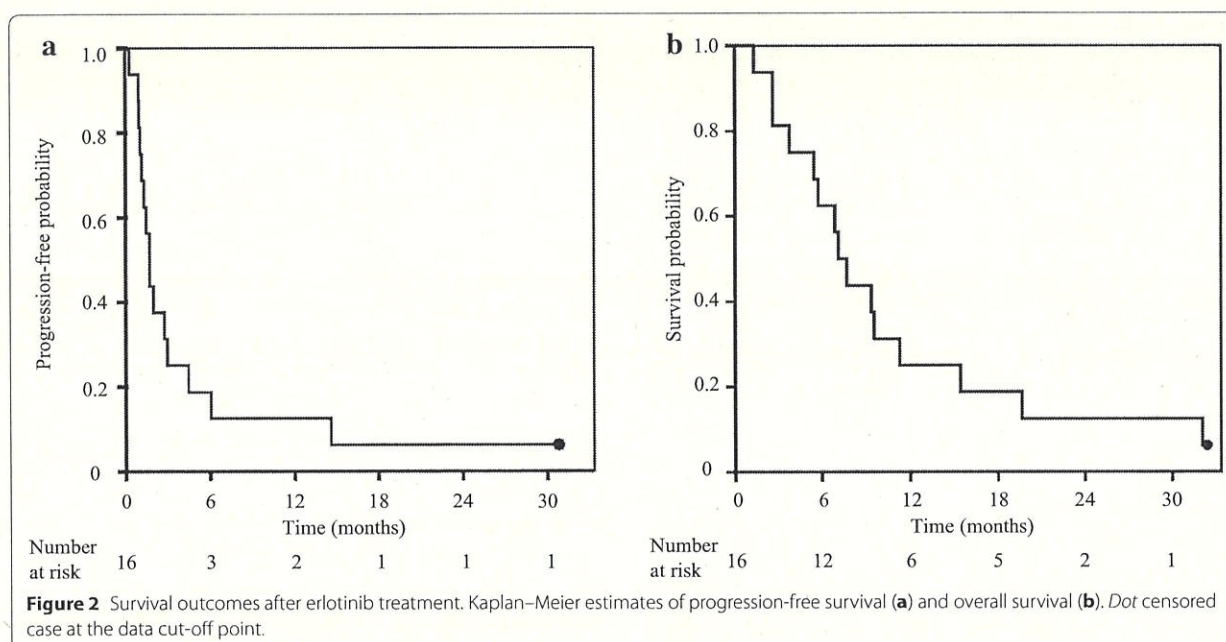 a
1.0
0.8
0.6
0.4
0.2
0
Progression-free probability
0 6 12 18 24 30
Time (months)
Number
at risk
16 3 2 1 1 1
b
1.0
0.8
0.6
0.4
0.2
0
Survival probability
0 6 12 18 24 30
Time (months)
Number
at risk
16 12 6 5 2 1
Figure 2 Survival outcomes after erlotinib treatment. Kaplan–Meier estimates of progression-free survival (a) and overall survival (b). Dot censored
case at the data cut-off point.